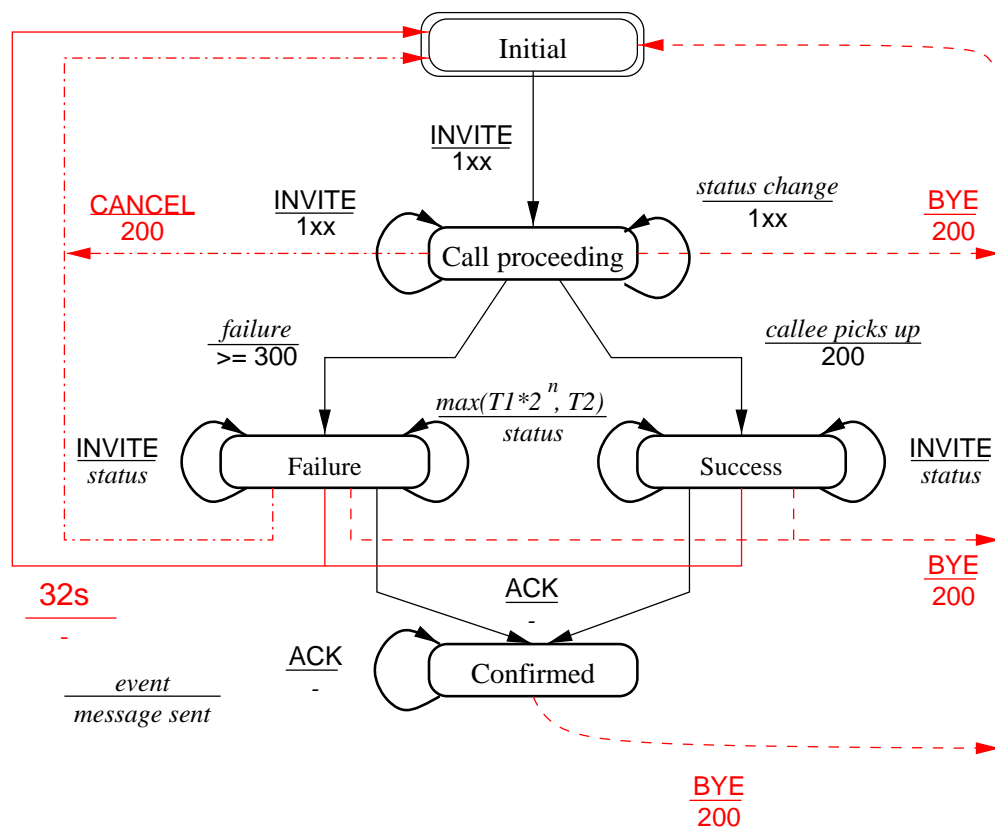 Initial
INVITE
1xx
CANCEL
200
INVITE
1xx
status change
1xx
BYE
200
Call proceeding
failure
>= 300
callee picks up
200
max(T1*2^n, T2)
status
INVITE
status
Failure
Success
INVITE
status
BYE
200
32s
-
ACK
-
ACK
-
Confirmed
event
message sent
BYE
200